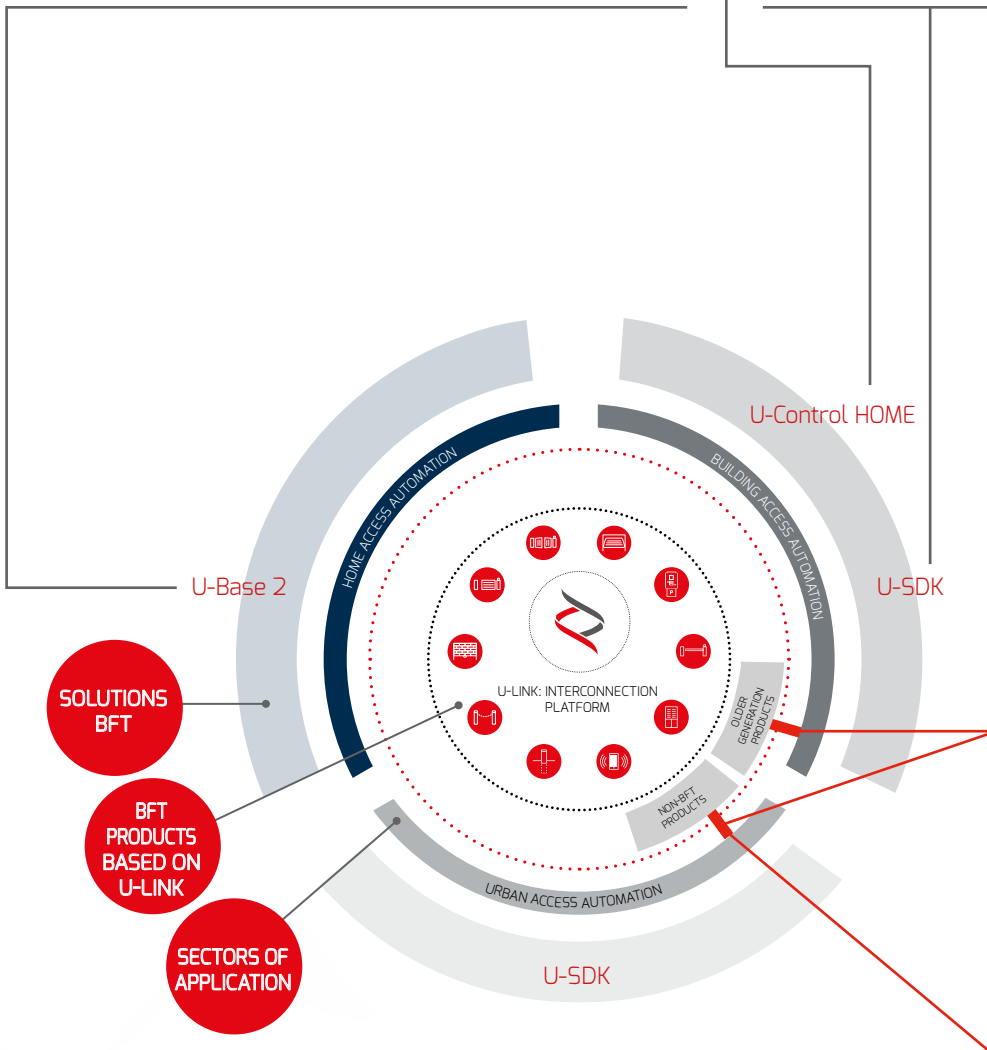 U-Control HOME
HOME ACCESS AUTOMATION
BUILDING ACCESS AUTOMATION
U-Base 2
U-SDK
P
SOLUTIONS
BFT
U-LINK: INTERCONNECTION
PLATFORM
OLDER
GENERATION
PRODUCTS
NON-BFT
PRODUCTS
BFT
PRODUCTS
BASED ON
U-LINK
URBAN ACCESS AUTOMATION
SECTORS OF
APPLICATION
U-SDK